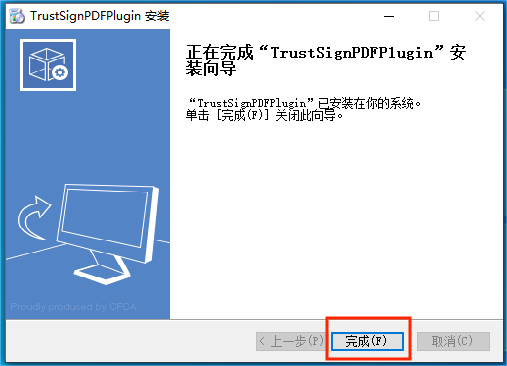 TrustSignPDFPlugin 安装
正在完成“TrustSignPDFPlugin”安
装向导
“TrustSignPDFPlugin”已安装在你的系统。
单击 [完成(F)] 关闭此向导。
Proudly produned by CFCA
< 上一步(P)
完成(F)
取消(C)